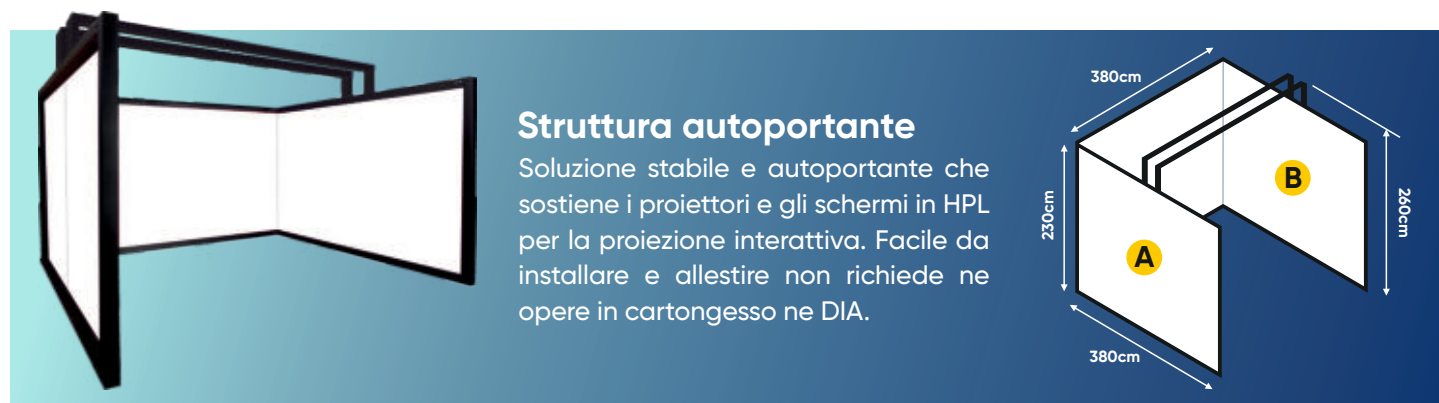 Struttura autoportante
Soluzione stabile e autoportante che
sostiene i proiettori e gli schermi in HPL
per la proiezione interattiva. Facile da
installare e allestire non richiede ne
opere in cartongesso ne DIA.
380cm
230cm
A
B
260cm
380cm